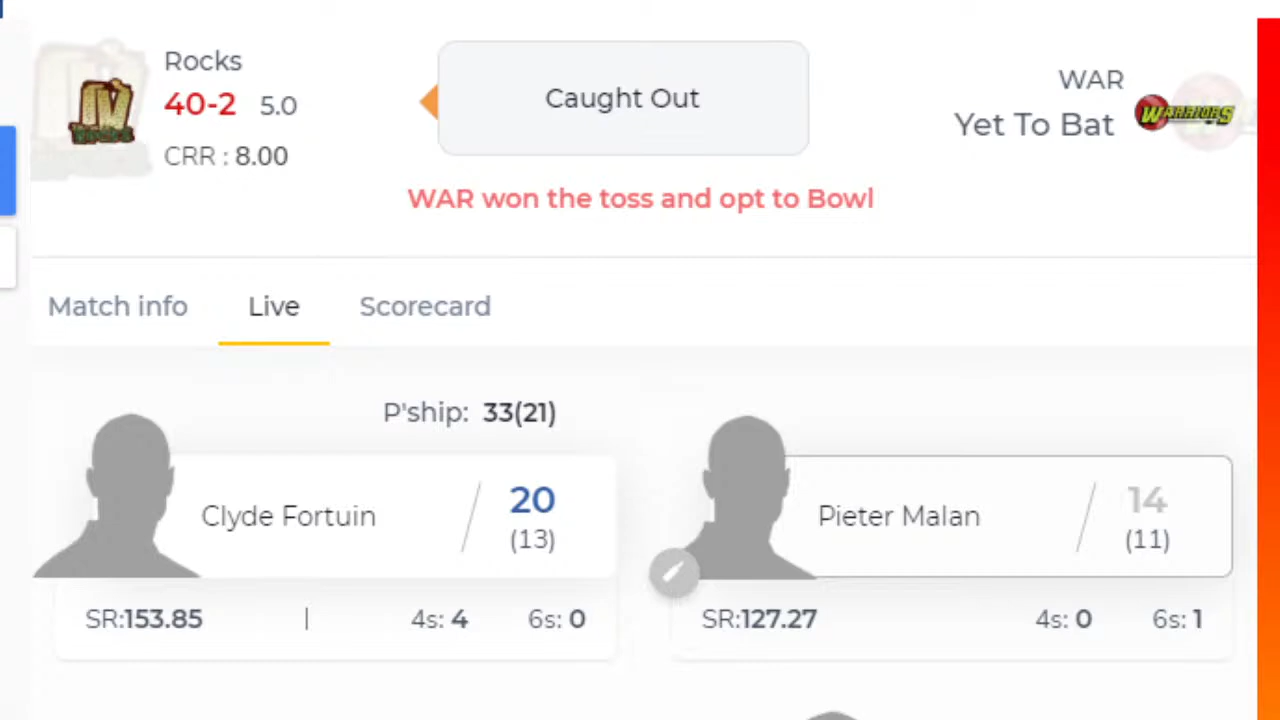 Rocks
40-2 5.0
CRR : 8.00
Caught Out
WAR
Yet To Bat
WARRIORS
WAR won the toss and opt to Bowl
Match info Live Scorecard
P'ship: 33(21)
Clyde Fortuin
20
(13)
SR:153.85 | 4s: 4 6s: 0
Pieter Malan
14
(11)
SR:127.27 4s: 0 6s: 1